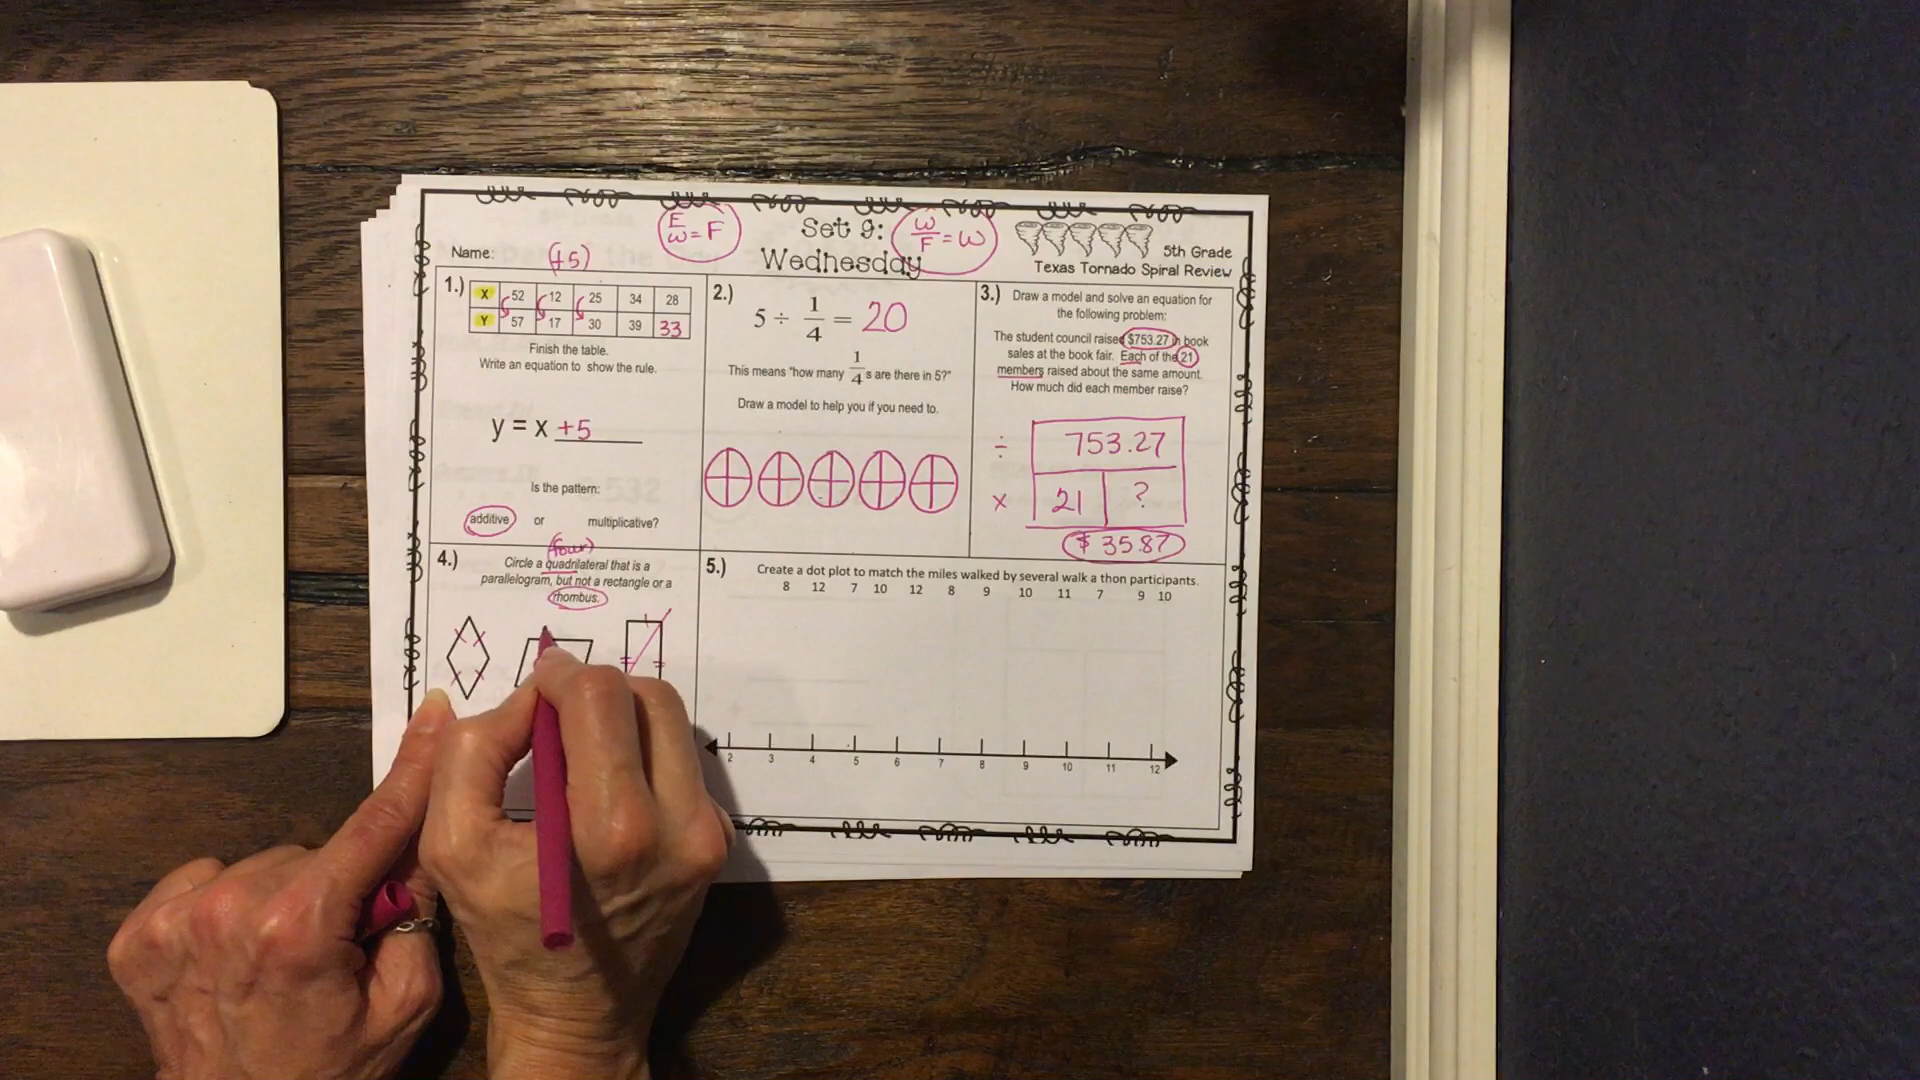 E/W = F
Set 9:
W/F = W
Wednesday
Name:
(+5)
5th Grade
Texas Tornado Spiral Review
1.)
X 52 12 25 34 28
Y 57 17 30 39 33
Finish the table.
Write an equation to show the rule.
y = x +5
Is the pattern:
additive or multiplicative?
2.)
5 ÷ 1/4 = 20
This means "how many 1/4s are there in 5?"
Draw a model to help you if you need to.
3.) Draw a model and solve an equation for
the following problem:
The student council raised $753.27 in book
sales at the book fair. Each of the 21
members raised about the same amount.
How much did each member raise?
÷ 753.27
x 21 ?
$ 35.87
4.)
(four)
Circle a quadrilateral that is a
parallelogram, but not a rectangle or a
rhombus.
5.)
Create a dot plot to match the miles walked by several walk a thon participants.
8 12 7 10 12 8 9 10 11 7 9 10
2 3 4 5 6 7 8 9 10 11 12